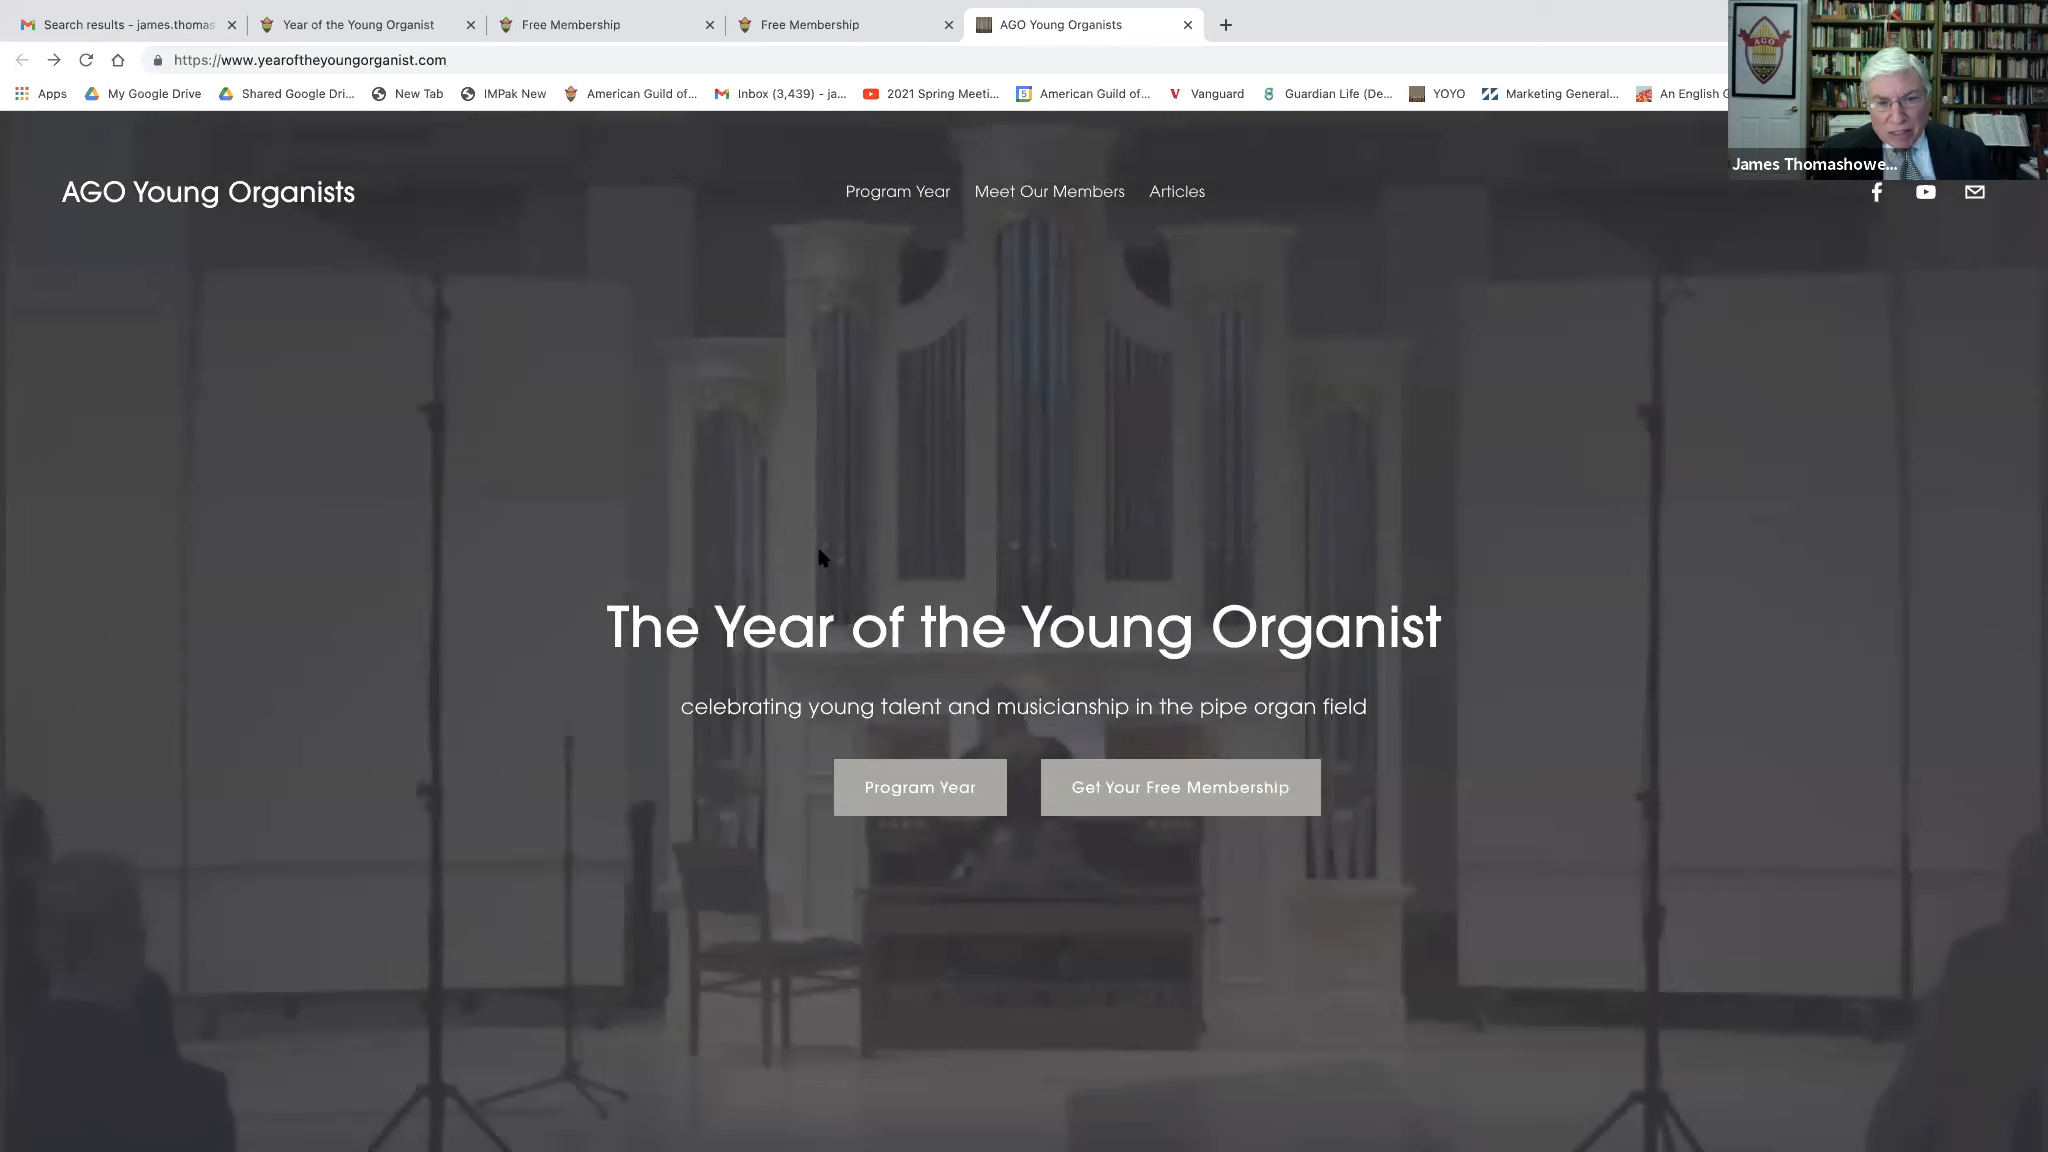 Search results - james.thomas
Year of the Young Organist
Free Membership
Free Membership
AGO Young Organists
https://www.yearoftheyoungorganist.com
Apps
My Google Drive
Shared Google Dri...
New Tab
IMPak New
American Guild of...
Inbox (3,439) - ja...
2021 Spring Meeti...
5
American Guild of...
Vanguard
Guardian Life (De...
YOYO
Marketing General...
An English G
AGO
James Thomashowe...
AGO Young Organists
Program Year
Meet Our Members
Articles
The Year of the Young Organist
celebrating young talent and musicianship in the pipe organ field
Program Year
Get Your Free Membership